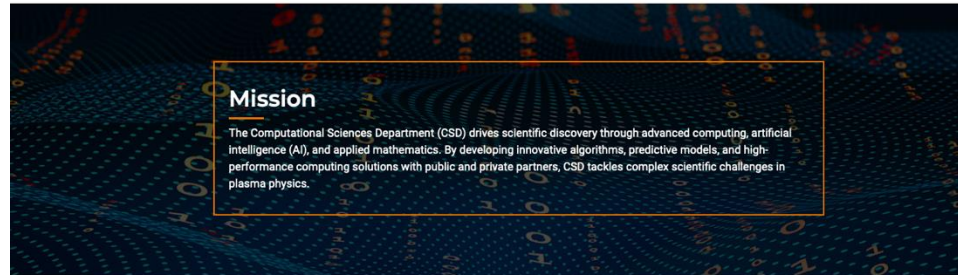 Mission
The Computational Sciences Department (CSD) drives scientific discovery through advanced computing, artificial
intelligence (AI), and applied mathematics. By developing innovative algorithms, predictive models, and high-
performance computing solutions with public and private partners, CSD tackles complex scientific challenges in
plasma physics.